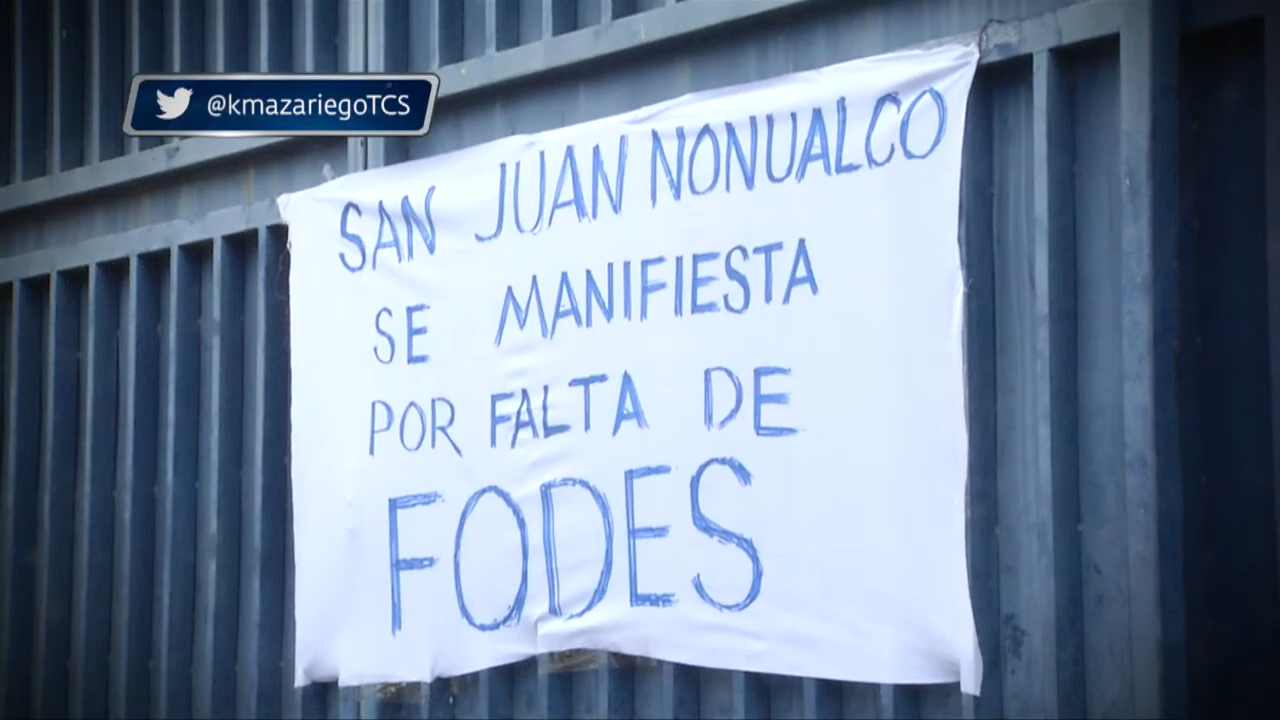 @kmazariegoTCS
SAN JUAN NONUALCO
SE MANIFIESTA
POR FALTA DE
FODES